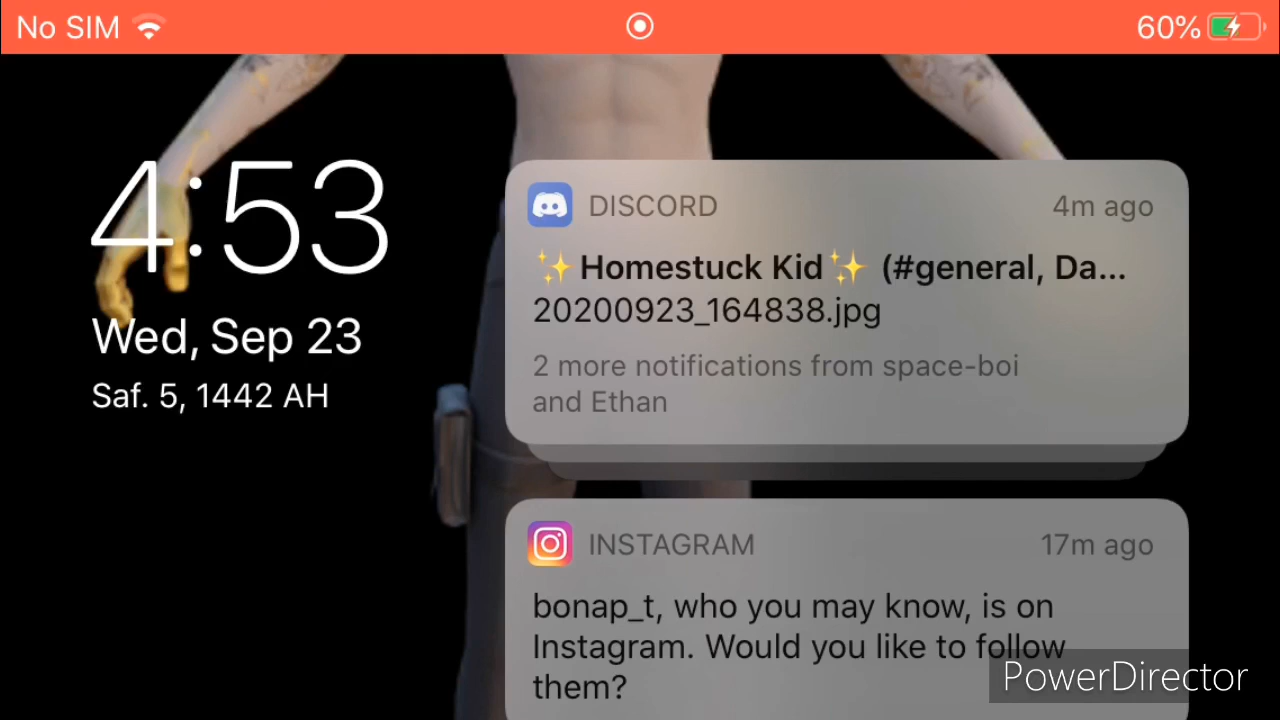 No SIM
60%
4:53
Wed, Sep 23
Saf. 5, 1442 AH
DISCORD
4m ago
✨Homestuck Kid✨ (#general, Da...
20200923_164838.jpg
2 more notifications from space-boi
and Ethan
INSTAGRAM
17m ago
bonap_t, who you may know, is on
Instagram. Would you like to follow
them?
PowerDirector